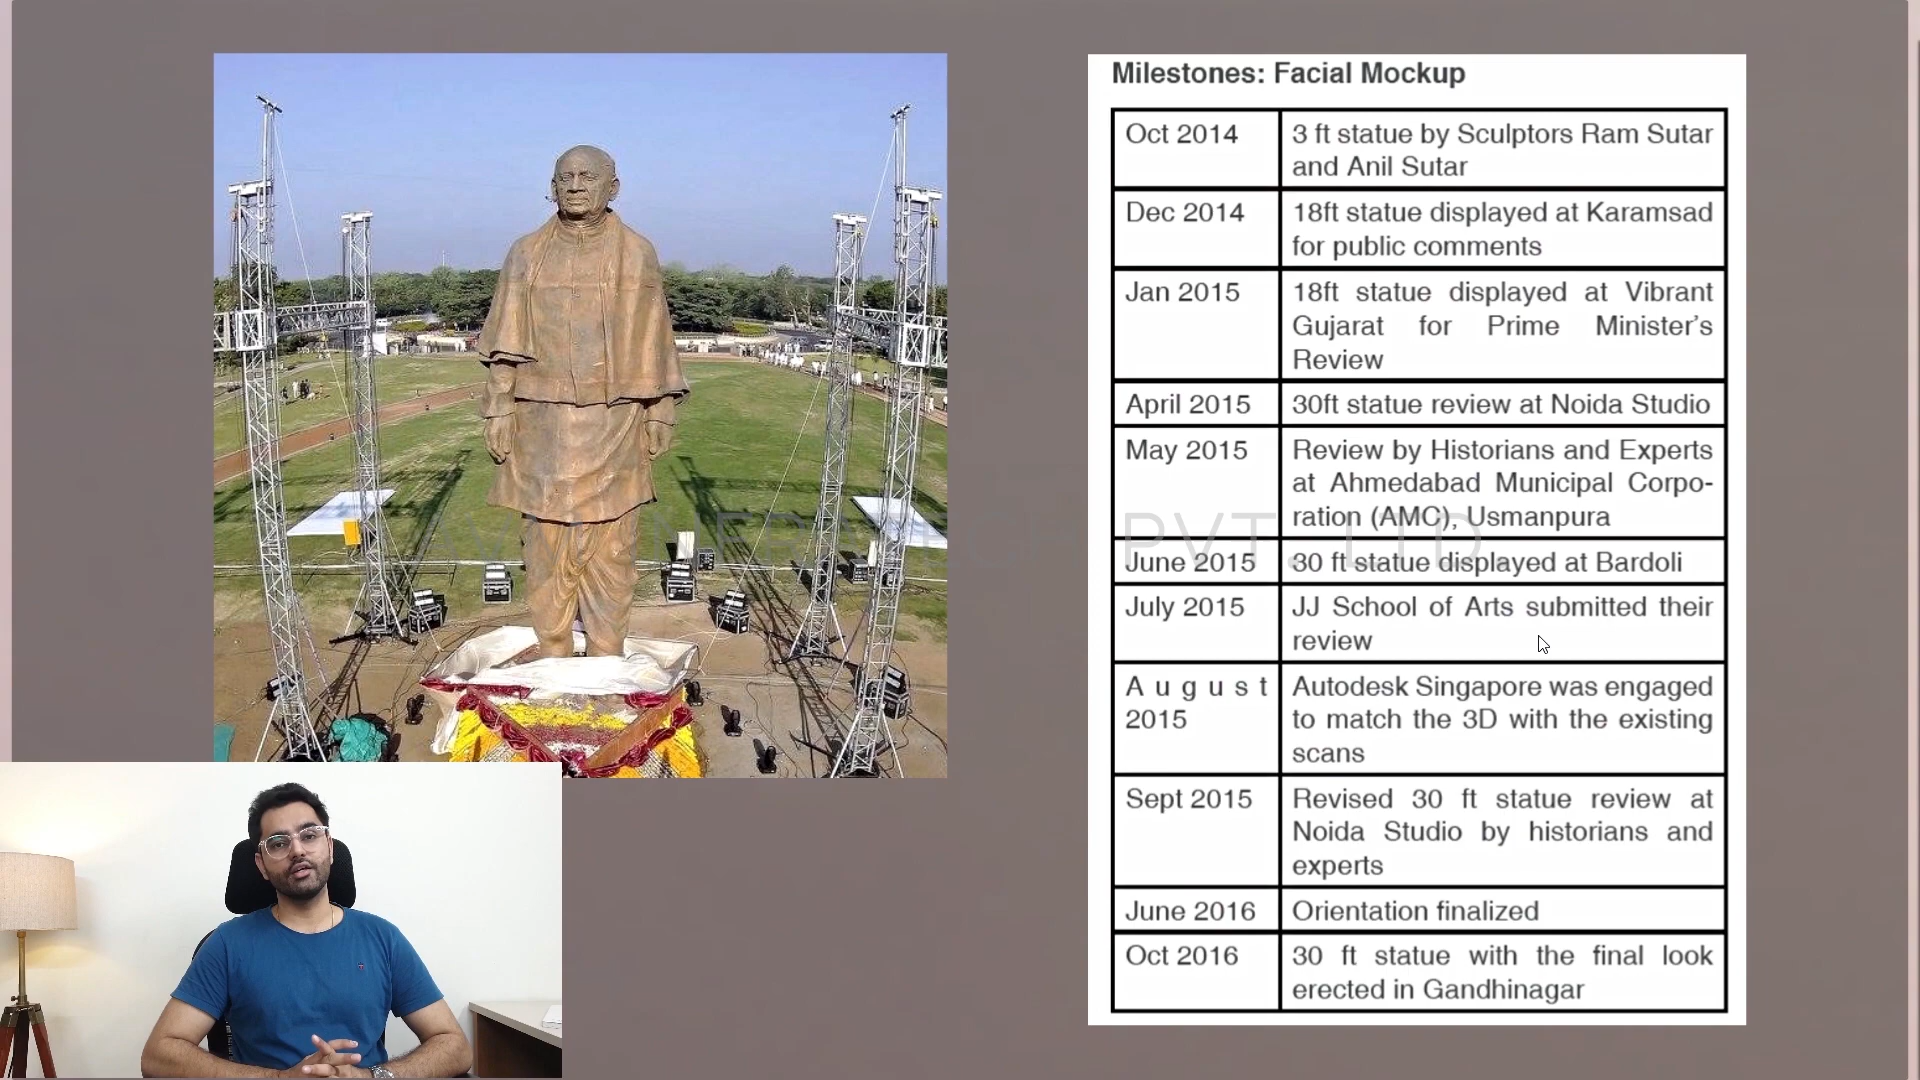 Milestones: Facial Mockup
Oct 2014
3 ft statue by Sculptors Ram Sutar
and Anil Sutar
Dec 2014
18ft statue displayed at Karamsad
for public comments
Jan 2015
18ft statue displayed at Vibrant
Gujarat for Prime Minister's
Review
April 2015
30ft statue review at Noida Studio
May 2015
Review by Historians and Experts
at Ahmedabad Municipal Corpo-
ration (AMC), Usmanpura
June 2015
30 ft statue displayed at Bardoli
July 2015
JJ School of Arts submitted their
review
August
2015
Autodesk Singapore was engaged
to match the 3D with the existing
scans
Sept 2015
Revised 30 ft statue review at
Noida Studio by historians and
experts
June 2016
Orientation finalized
Oct 2016
30 ft statue with the final look
erected in Gandhinagar
PVT. LTD.